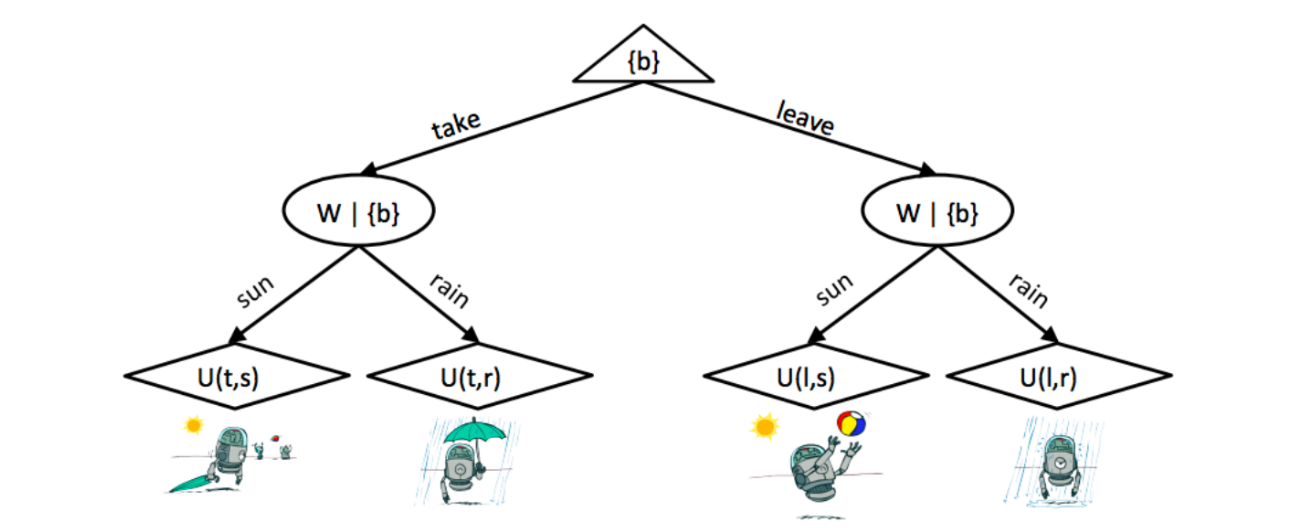 {b}
take
leave
W | {b}
W | {b}
sun
rain
sun
rain
U(t,s)
U(t,r)
U(l,s)
U(l,r)